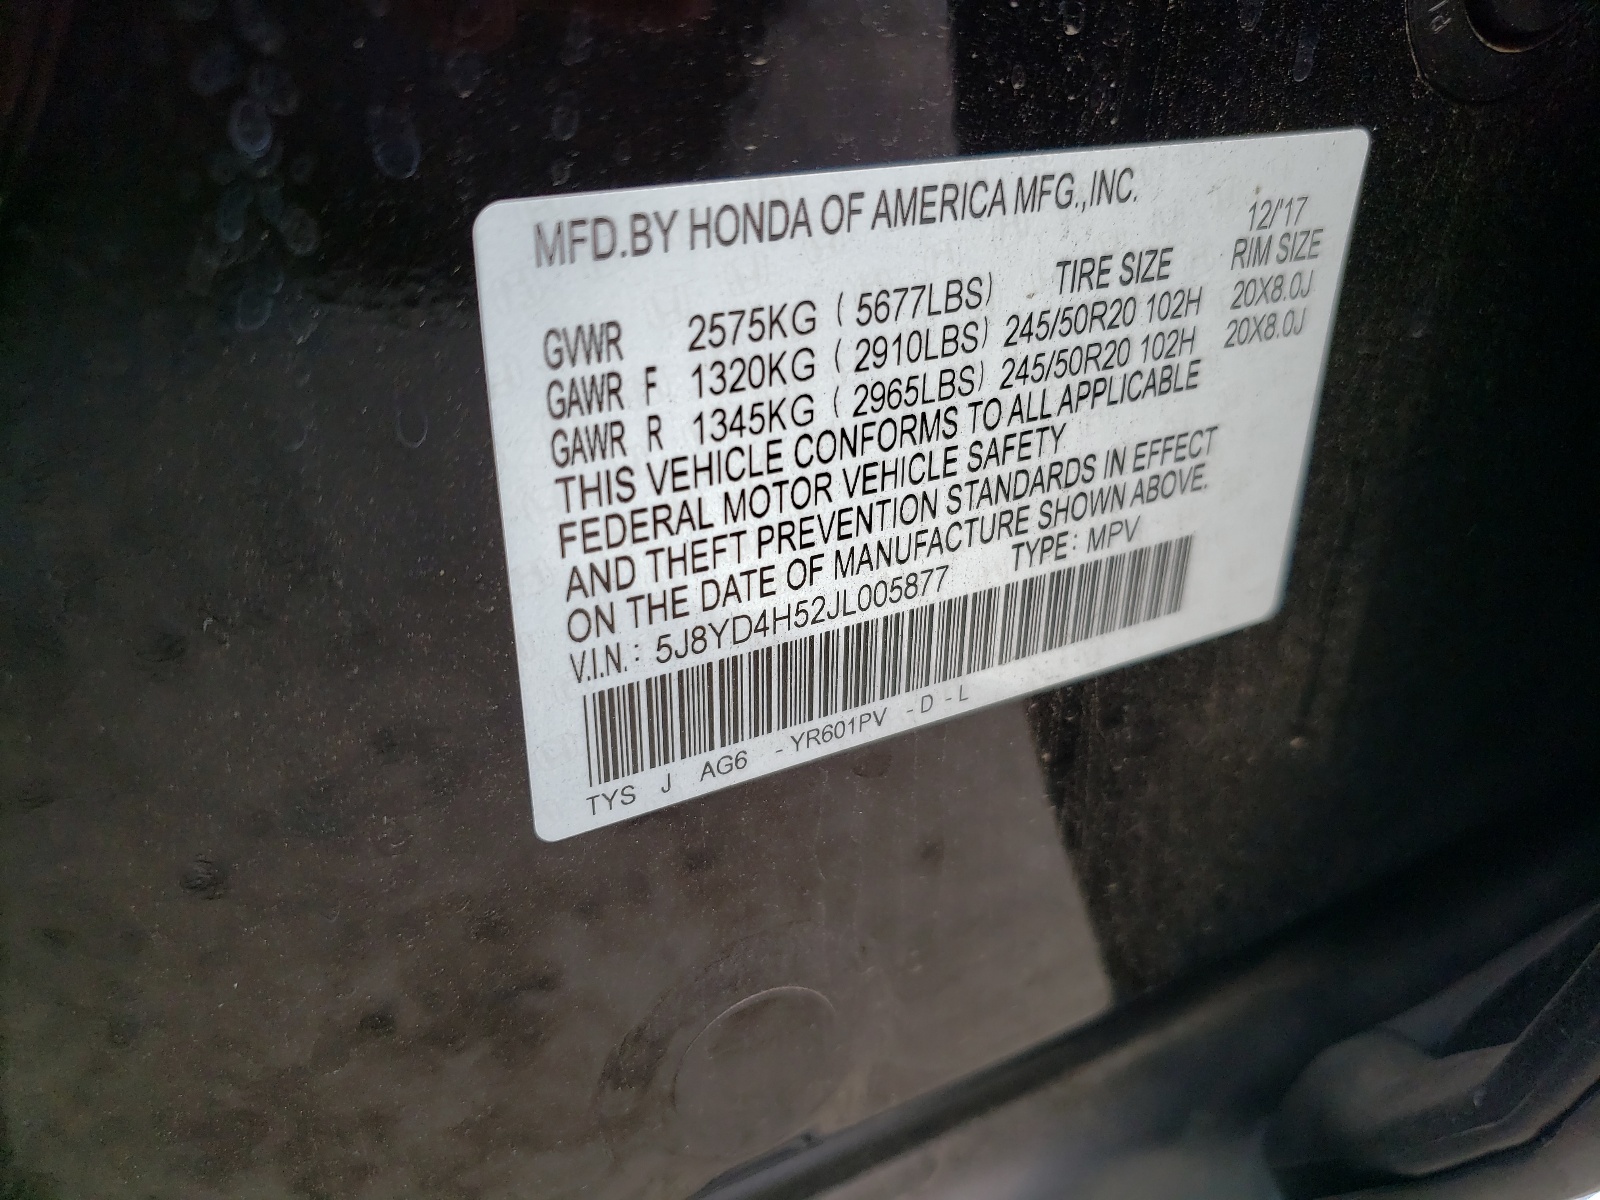 MFD.BY HONDA OF AMERICA MFG.,INC.
12/'17
TIRE SIZE RIM SIZE
GVWR 2575KG ( 5677LBS)
GAWR F 1320KG ( 2910LBS) 245/50R20 102H 20X8.0J
GAWR R 1345KG ( 2965LBS) 245/50R20 102H 20X8.0J
THIS VEHICLE CONFORMS TO ALL APPLICABLE
FEDERAL MOTOR VEHICLE SAFETY
AND THEFT PREVENTION STANDARDS IN EFFECT
ON THE DATE OF MANUFACTURE SHOWN ABOVE.
V.I.N.: 5J8YD4H52JL005877 TYPE: MPV
TYS J AG6 -YR601PV -D-L